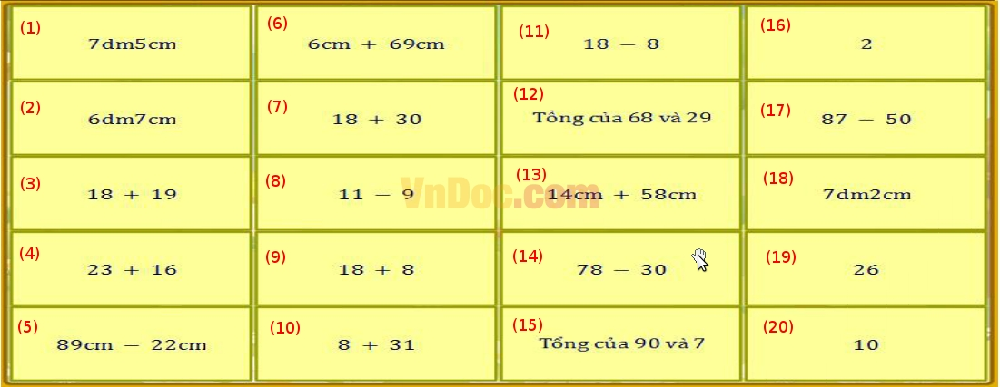 (1) 7dm5cm
(6) 6cm + 69cm
(11) 18 − 8
(16) 2
(2) 6dm7cm
(7) 18 + 30
(12) Tổng của 68 và 29
(17) 87 − 50
(3) 18 + 19
(8) 11 − 9
(13) 14cm + 58cm
(18) 7dm2cm
VnDoc.com
(4) 23 + 16
(9) 18 + 8
(14) 78 − 30
(19) 26
(5) 89cm − 22cm
(10) 8 + 31
(15) Tổng của 90 và 7
(20) 10